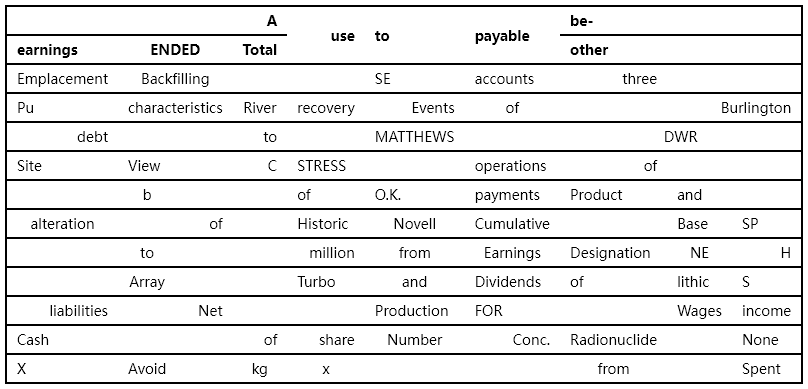 A be-
use to payable
earnings ENDED Total other
Emplacement Backfilling SE accounts three
Pu characteristics River recovery Events of Burlington
debt to MATTHEWS DWR
Site View C STRESS operations of
b of O.K. payments Product and
alteration of Historic Novell Cumulative Base SP
to million from Earnings Designation NE H
Array Turbo and Dividends of lithic S
liabilities Net Production FOR Wages income
Cash of share Number Conc. Radionuclide None
X Avoid kg x from Spent